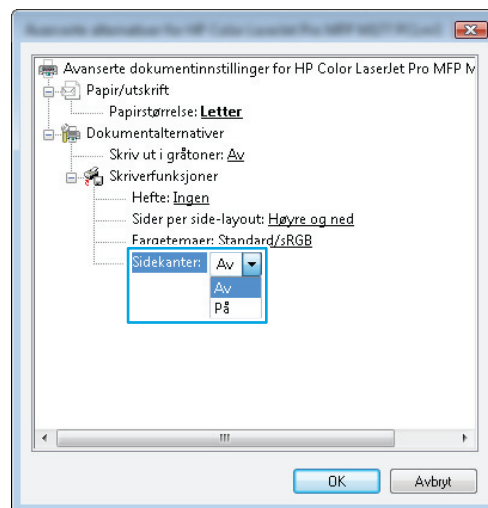 Avanserte dokumentinnstillinger for HP Color LaserJet Pro MFP M
Papir/utskrift
Papirstørrelse: Letter
Dokumentalternativer
Skriv ut i gråtoner: Av
Skriverfunksjoner
Hefte: Ingen
Sider per side-layout: Høyre og ned
Fargetemaer: Standard/sRGB
Sidekanter: Av
Av
På
OK Avbryt